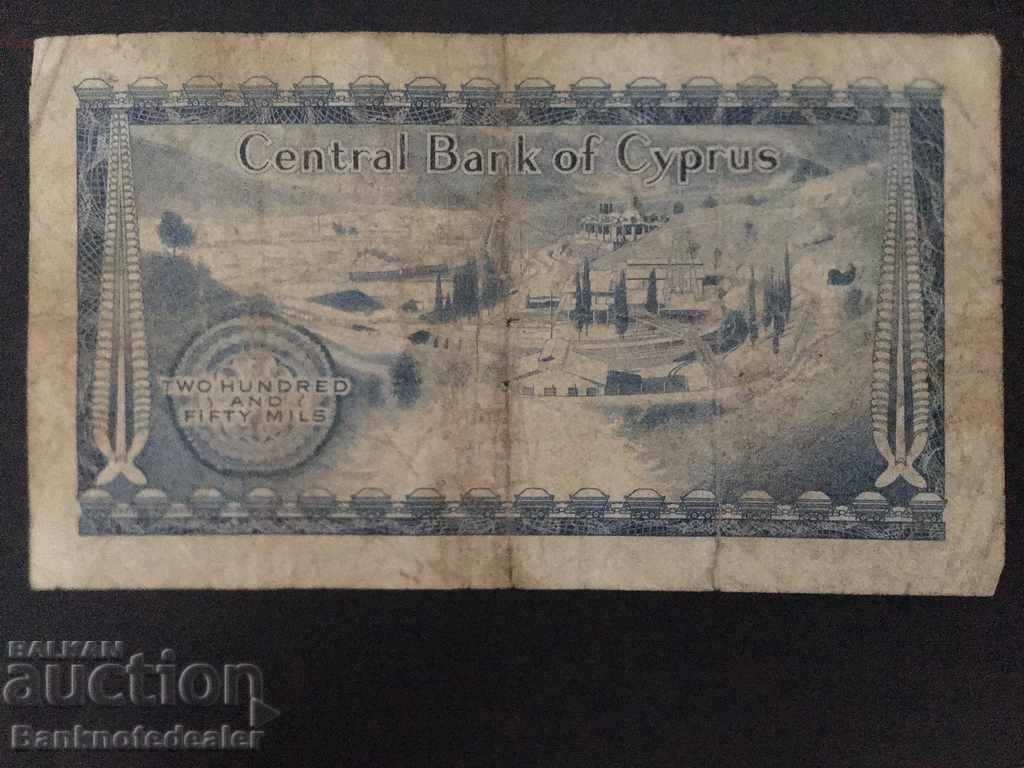 Central Bank of Cyprus
TWO HUNDRED
AND
FIFTY MILS
BALKAN
auction
Banknotedealer